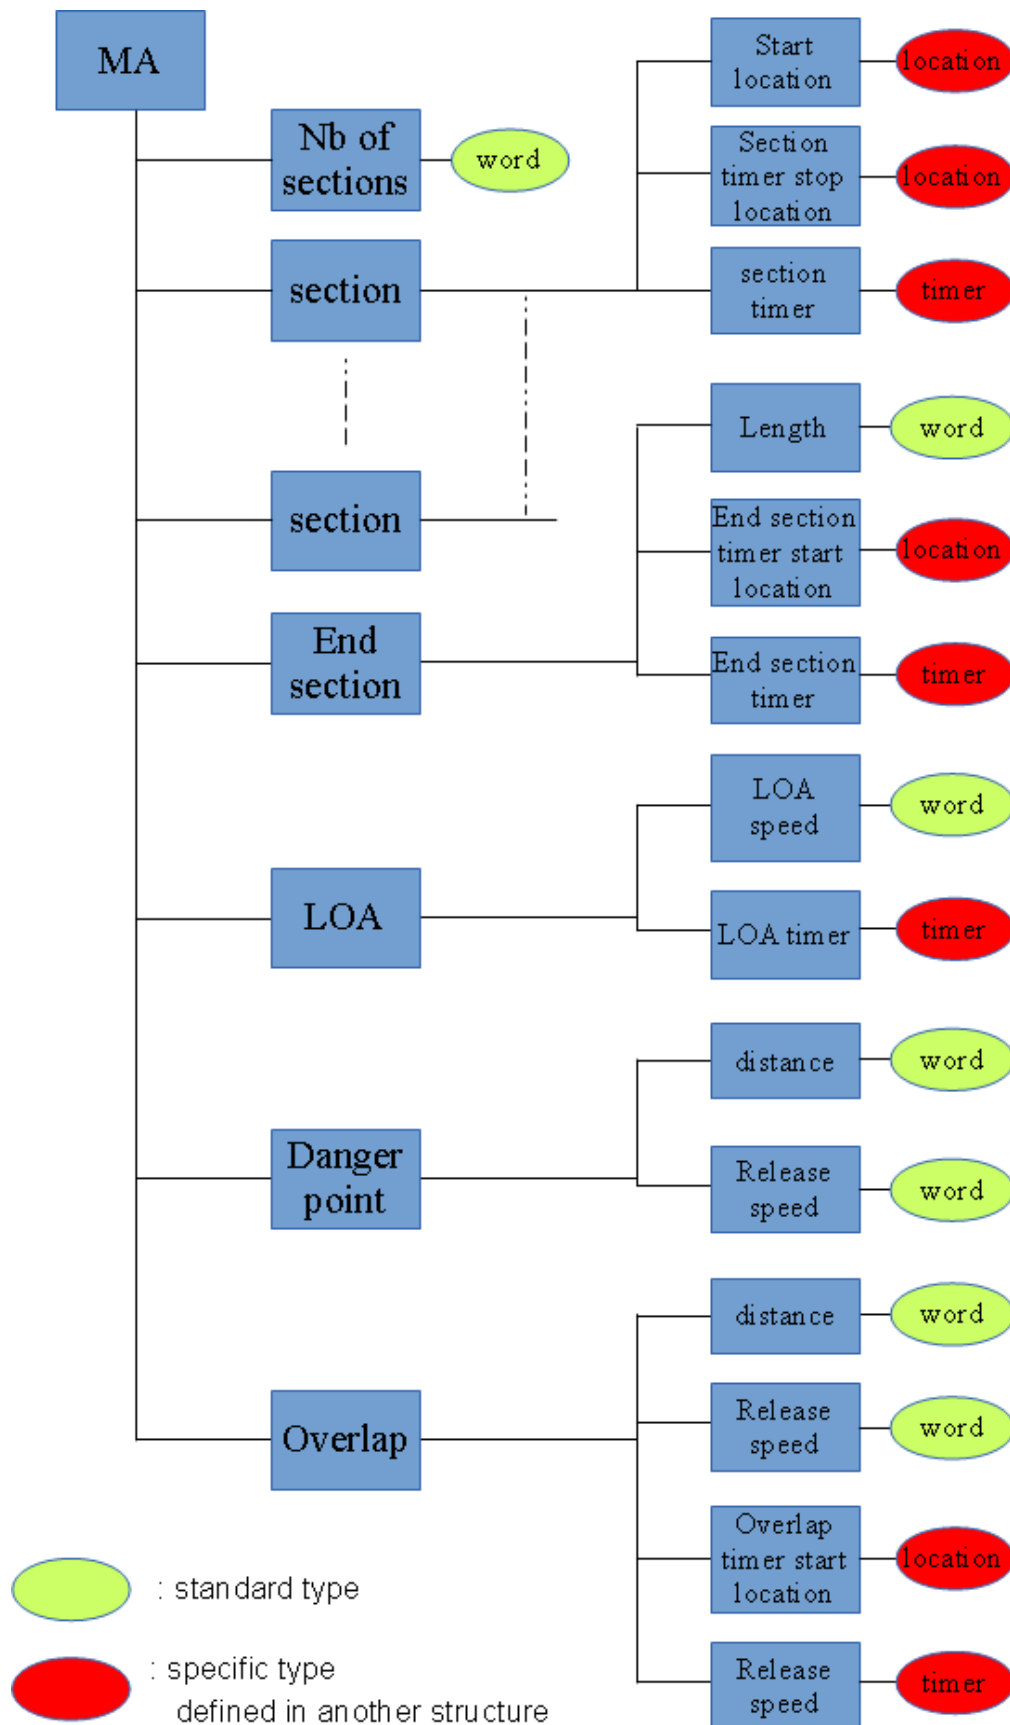 MA
Start
location
location
Nb of
sections
word
Section
timer stop
location
location
section
section
timer
timer
Length
word
section
End section
timer start
location
location
End
section
End section
timer
timer
LOA
speed
word
LOA
LOA timer
timer
distance
word
Danger
point
Release
speed
word
distance
word
Overlap
Release
speed
word
Overlap
timer start
location
location
Release
speed
timer
: standard type
: specific type
defined in another structure